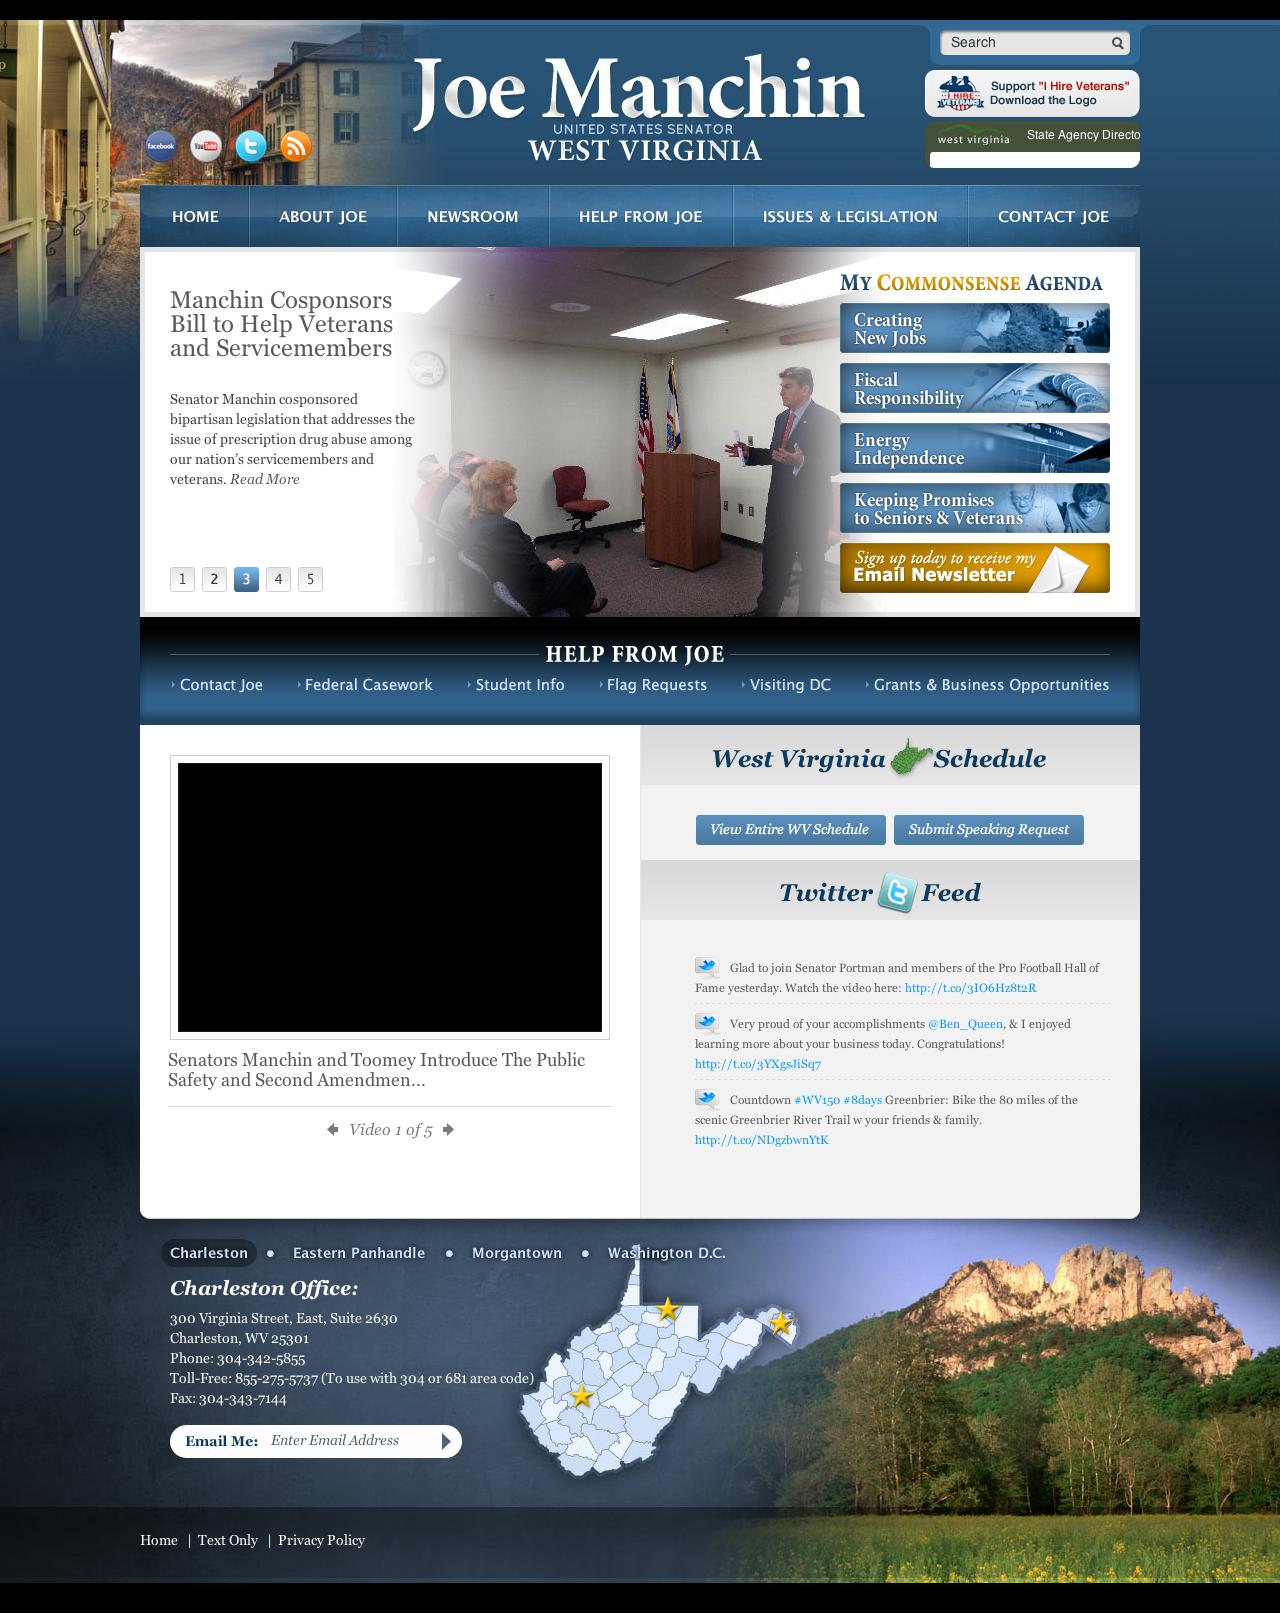 Search
Support "I Hire Veterans"
Download the Logo
I HIRE
VETERANS
west virginia
State Agency Directo
Joe Manchin
UNITED STATES SENATOR
WEST VIRGINIA
facebook
YouTube
HOME
ABOUT JOE
NEWSROOM
HELP FROM JOE
ISSUES & LEGISLATION
CONTACT JOE
Manchin Cosponsors
Bill to Help Veterans
and Servicemembers
Senator Manchin cosponsored
bipartisan legislation that addresses the
issue of prescription drug abuse among
our nation's servicemembers and
veterans. Read More
1 2 3 4 5
MY COMMONSENSE AGENDA
Creating
New Jobs
Fiscal
Responsibility
Energy
Independence
Keeping Promises
to Seniors & Veterans
Sign up today to receive my
Email Newsletter
HELP FROM JOE
Contact Joe
Federal Casework
Student Info
Flag Requests
Visiting DC
Grants & Business Opportunities
Senators Manchin and Toomey Introduce The Public
Safety and Second Amendmen...
Video 1 of 5
West Virginia Schedule
View Entire WV Schedule
Submit Speaking Request
Twitter Feed
Glad to join Senator Portman and members of the Pro Football Hall of
Fame yesterday. Watch the video here: http://t.co/3IO6Hz8t2R
Very proud of your accomplishments @Ben_Queen, & I enjoyed
learning more about your business today. Congratulations!
http://t.co/3YXgsJiSq7
Countdown #WV150 #8days Greenbrier: Bike the 80 miles of the
scenic Greenbrier River Trail w your friends & family.
http://t.co/NDgzbwnYtK
Charleston • Eastern Panhandle • Morgantown • Washington D.C.
Charleston Office:
300 Virginia Street, East, Suite 2630
Charleston, WV 25301
Phone: 304-342-5855
Toll-Free: 855-275-5737 (To use with 304 or 681 area code)
Fax: 304-343-7144
Email Me: Enter Email Address
Home | Text Only | Privacy Policy